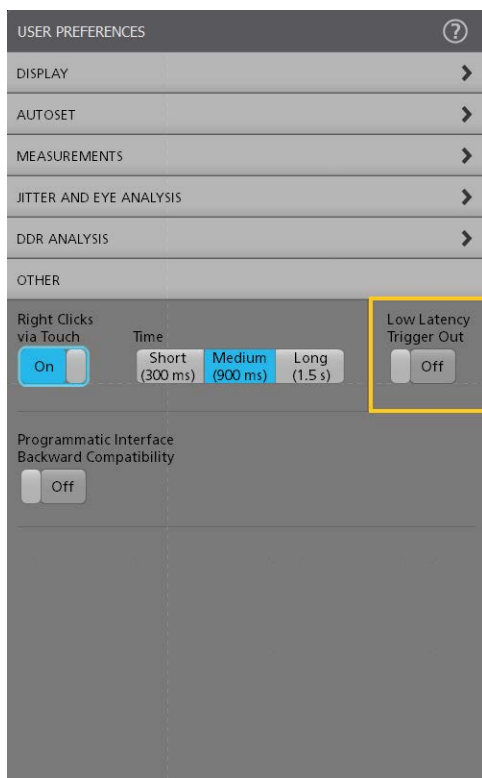 USER PREFERENCES
?
DISPLAY
AUTOSET
MEASUREMENTS
JITTER AND EYE ANALYSIS
DDR ANALYSIS
OTHER
Right Clicks
via Touch
On
Time
Short
(300 ms)
Medium
(900 ms)
Long
(1.5 s)
Low Latency
Trigger Out
Off
Programmatic Interface
Backward Compatibility
Off